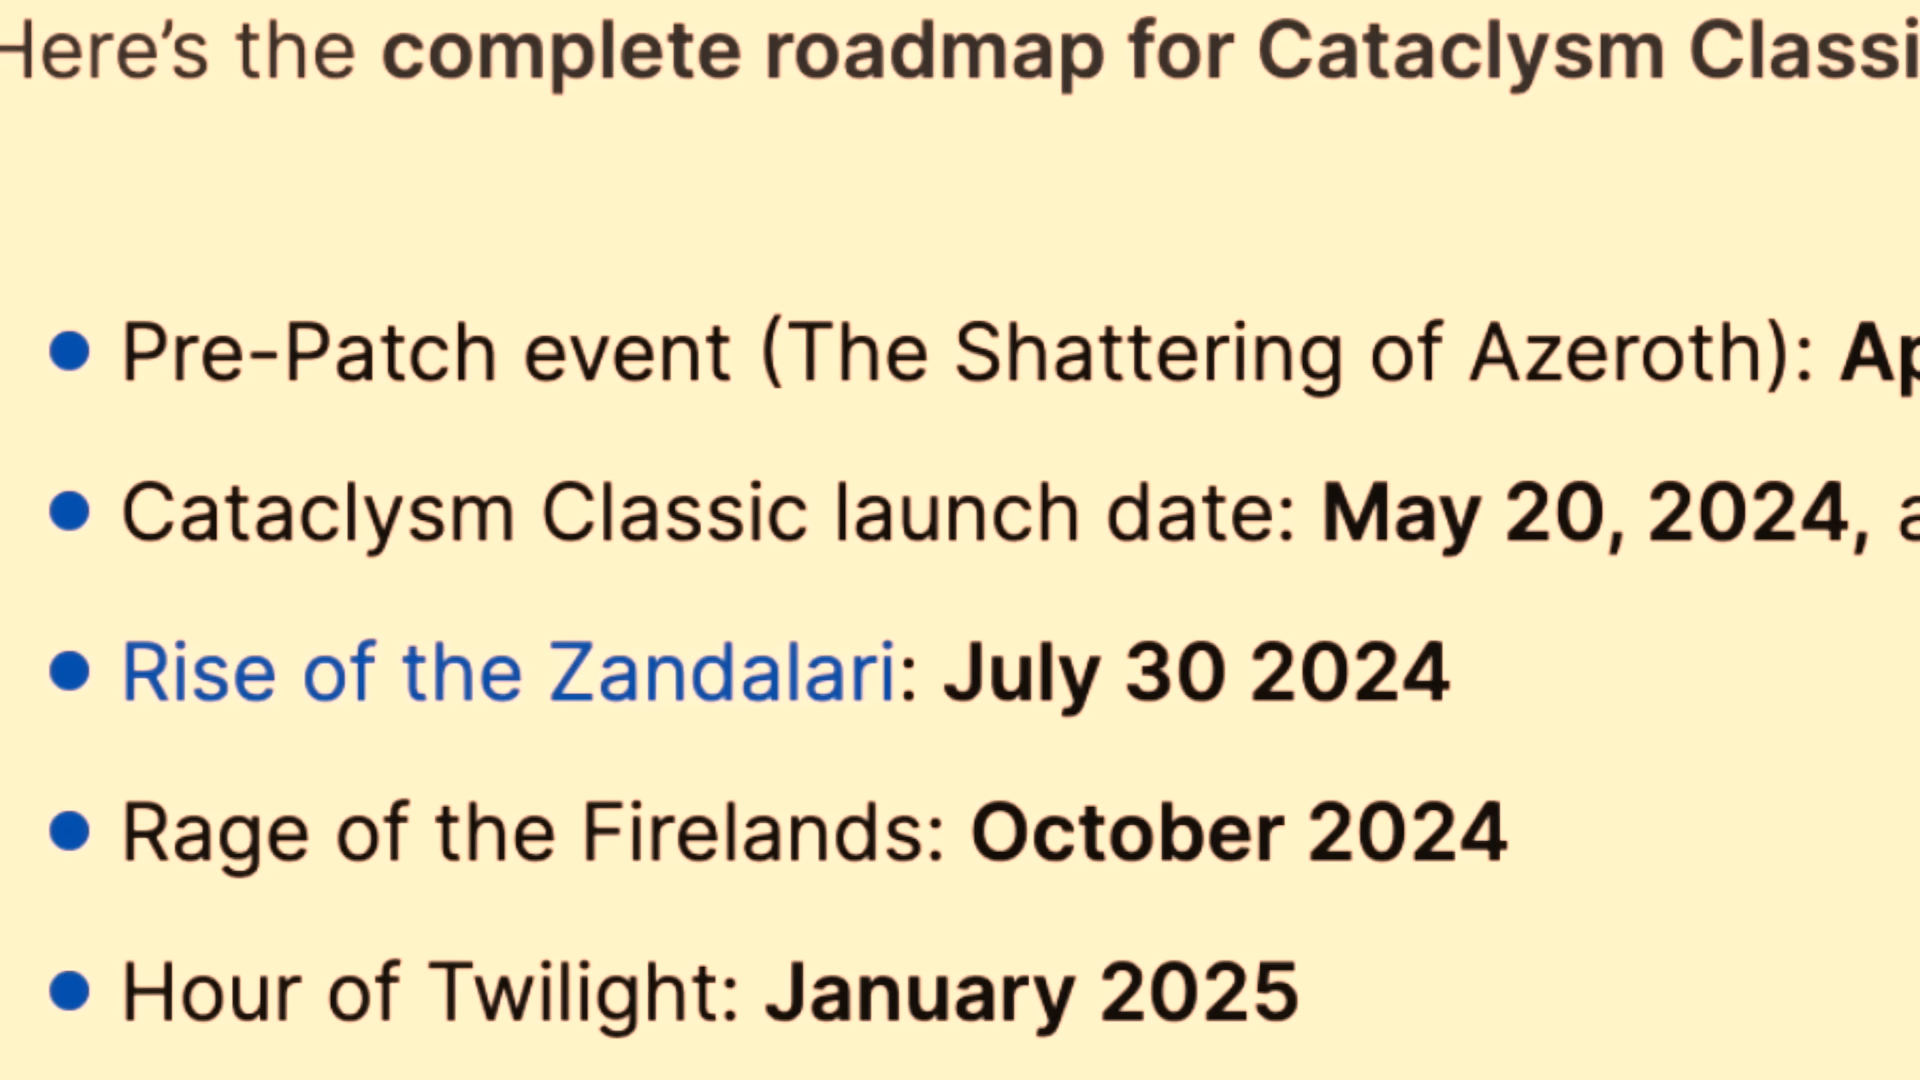 Here's the complete roadmap for Cataclysm Classi
Pre-Patch event (The Shattering of Azeroth): Ap
Cataclysm Classic launch date: May 20, 2024, a
Rise of the Zandalari: July 30 2024
Rage of the Firelands: October 2024
Hour of Twilight: January 2025